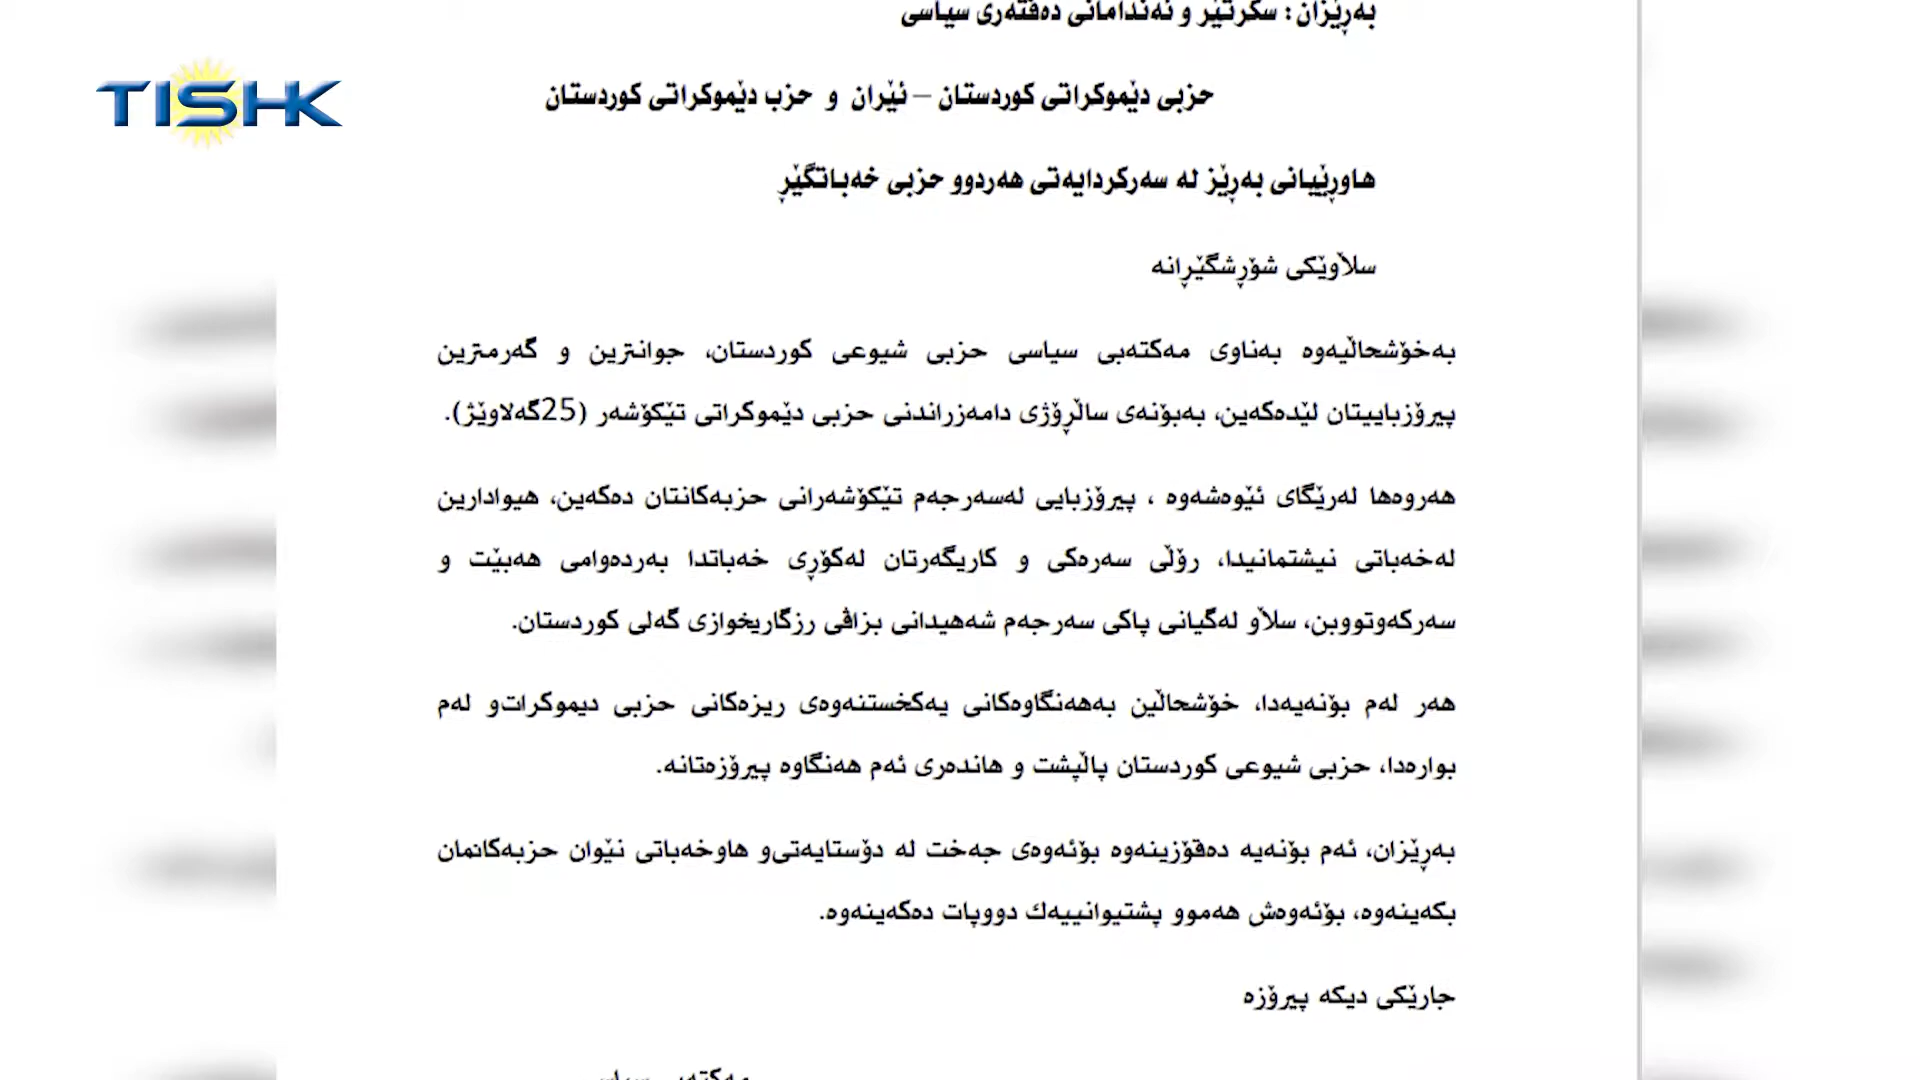 TISHK
بەڕێزان: سکرتێر و ئەندامانی دەفتەری سیاسی
حزبی دێموکراتی کوردستان – ئێران و حزب دێموکراتی کوردستان
هاوڕێیانی بەڕێز لە سەرکردایەتی هەردوو حزبی خەباتگێڕ
سڵاوێکی شۆڕشگێڕانە
بەخۆشحاڵیەوە بەناوی مەکتەبی سیاسی حزبی شیوعی کوردستان، جوانترین و گەرمترین
پیرۆزباییتان لێدەکەین، بەبۆنەی ساڵڕۆژی دامەزراندنی حزبی دێموکراتی تێکۆشەر (25گەلاوێژ).
هەروەها لەرێگای ئێوەشەوە ، پیرۆزبایی لەسەرجەم تێکۆشەرانی حزبەکانتان دەکەین، هیوادارین
لەخەباتی نیشتمانیدا، رۆڵی سەرەکی و کاریگەرتان لەکۆڕی خەباتدا بەردەوامی هەبێت و
سەرکەوتووبن، سڵاو لەگیانی پاکی سەرجەم شەهیدانی بزاڤی رزگاریخوازی گەلی کوردستان.
هەر لەم بۆنەیەدا، خۆشحاڵین بەهەنگاوەکانی یەکخستنەوەی ریزەکانی حزبی دیموکرات‌و لەم
بوارەدا، حزبی شیوعی کوردستان پاڵپشت و هاندەری ئەم هەنگاوە پیرۆزەتانە.
بەڕێزان، ئەم بۆنەیە دەقۆزینەوە بۆئەوەی جەخت لە دۆستایەتی‌و هاوخەباتی نێوان حزبەکانمان
بکەینەوە، بۆئەوەش هەموو پشتیوانییەك دووپات دەکەینەوە.
جارێکی دیکە پیرۆزە
مەکتەبی سیاسی